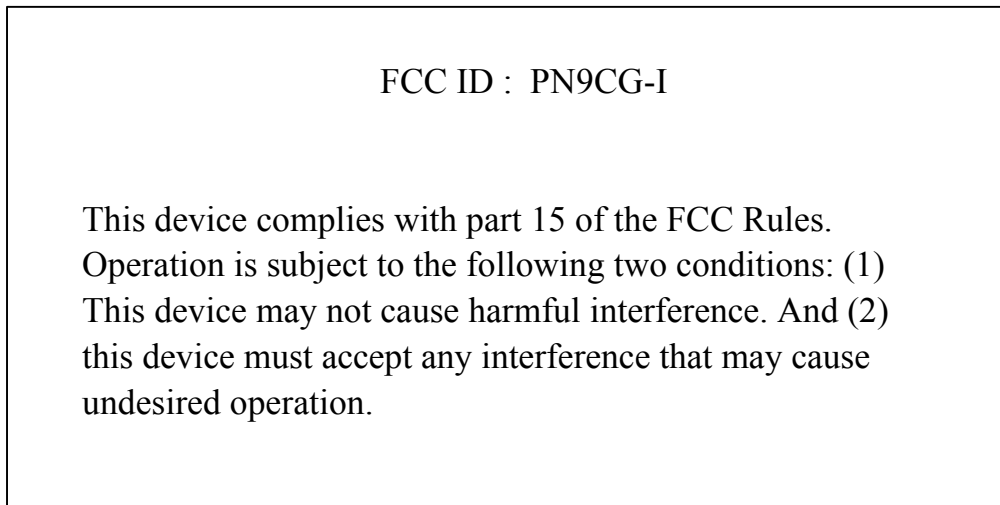 FCC ID :  PN9CG-I
This device complies with part 15 of the FCC Rules.
Operation is subject to the following two conditions: (1)
This device may not cause harmful interference. And (2)
this device must accept any interference that may cause
undesired operation.